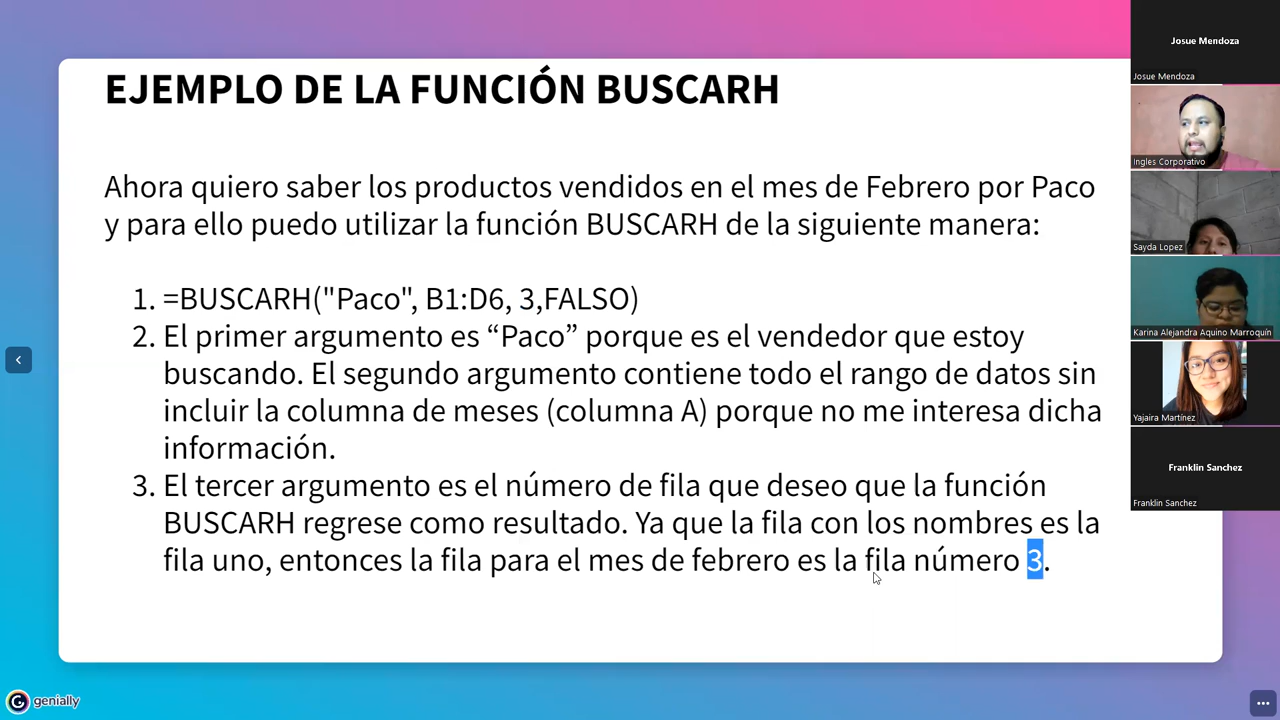 EJEMPLO DE LA FUNCIÓN BUSCARH
Ahora quiero saber los productos vendidos en el mes de Febrero por Paco
y para ello puedo utilizar la función BUSCARH de la siguiente manera:
1. =BUSCARH("Paco", B1:D6, 3,FALSO)
2. El primer argumento es “Paco” porque es el vendedor que estoy
buscando. El segundo argumento contiene todo el rango de datos sin
incluir la columna de meses (columna A) porque no me interesa dicha
información.
3. El tercer argumento es el número de fila que deseo que la función
BUSCARH regrese como resultado. Ya que la fila con los nombres es la
fila uno, entonces la fila para el mes de febrero es la fila número 3.
genially
Josue Mendoza
Josue Mendoza
Ingles Corporativo
Sayda Lopez
Karina Alejandra Aquino Marroquín
Yajaira Martínez
Franklin Sanchez
Franklin Sanchez